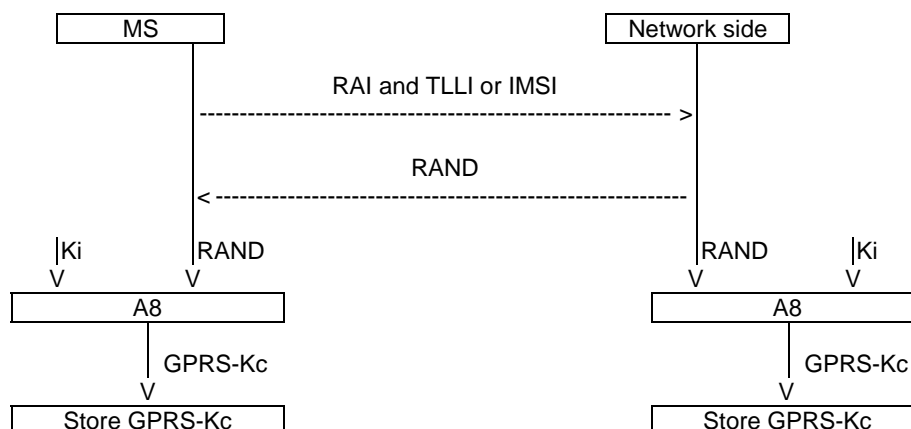 MS Network side
RAI and TLLI or IMSI
------------------------------------------------------------ >
RAND
< ------------------------------------------------------------
Ki RAND RAND Ki
V V V V
A8 A8
GPRS-Kc GPRS-Kc
V V
Store GPRS-Kc Store GPRS-Kc